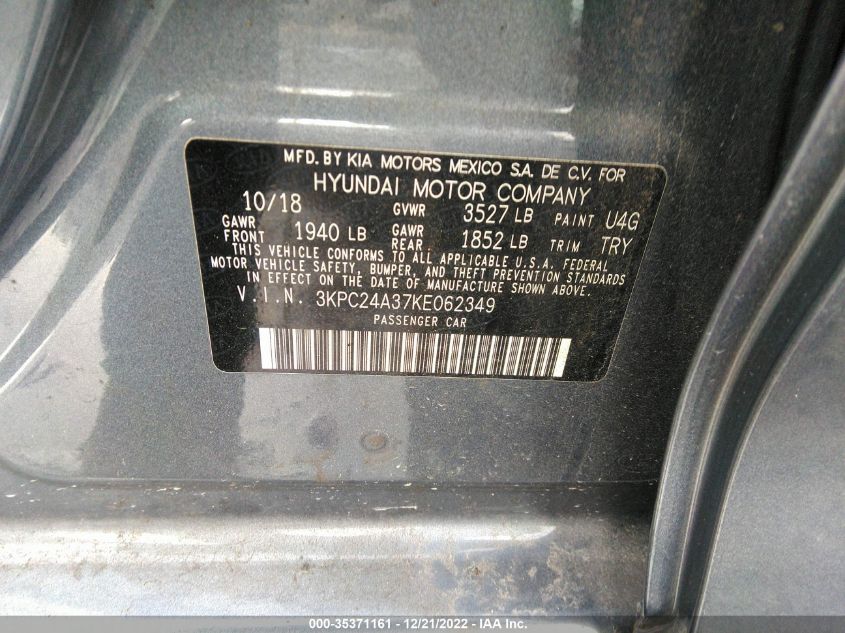 MFD. BY KIA MOTORS MEXICO S.A. DE C.V. FOR
HYUNDAI MOTOR COMPANY
10/18 GVWR 3527 LB PAINT U4G
GAWR FRONT 1940 LB GAWR REAR 1852 LB TRIM TRY
THIS VEHICLE CONFORMS TO ALL APPLICABLE U.S.A. FEDERAL
MOTOR VEHICLE SAFETY, BUMPER, AND THEFT PREVENTION STANDARDS
IN EFFECT ON THE DATE OF MANUFACTURE SHOWN ABOVE.
V.I.N. 3KPC24A37KE062349
PASSENGER CAR
000-35371161 - 12/21/2022 - IAA Inc.